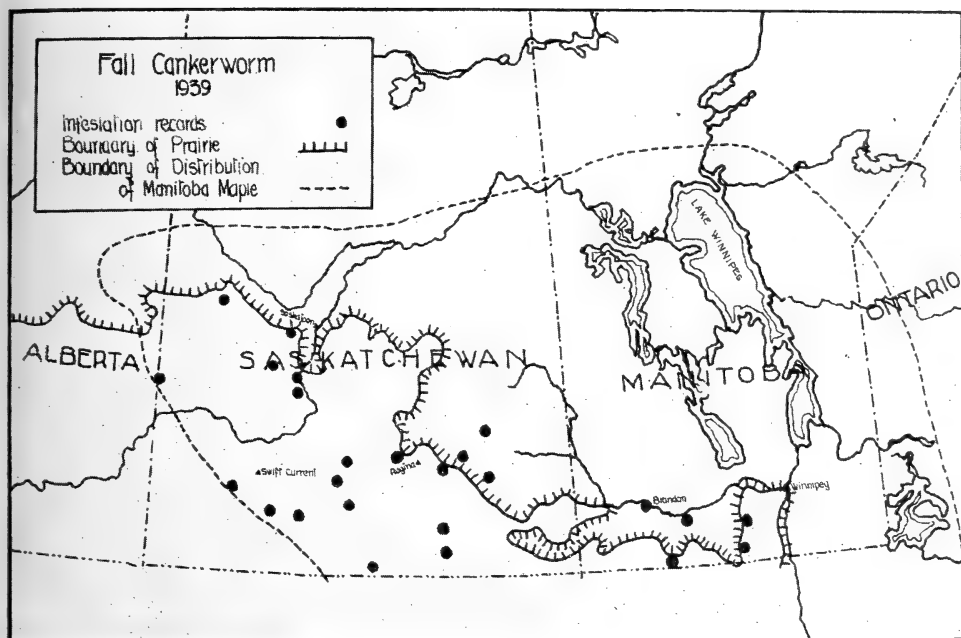 Fall Cankerworm
1939
Infestation records
Boundary of Prairie
Boundary of Distribution
of Manitoba Maple
LAKE WINNIPEG
ONTARIO
Saskatoon
ALBERTA
SASKATCHEWAN
MANITOBA
Swift Current
Regina
Brandon
Winnipeg